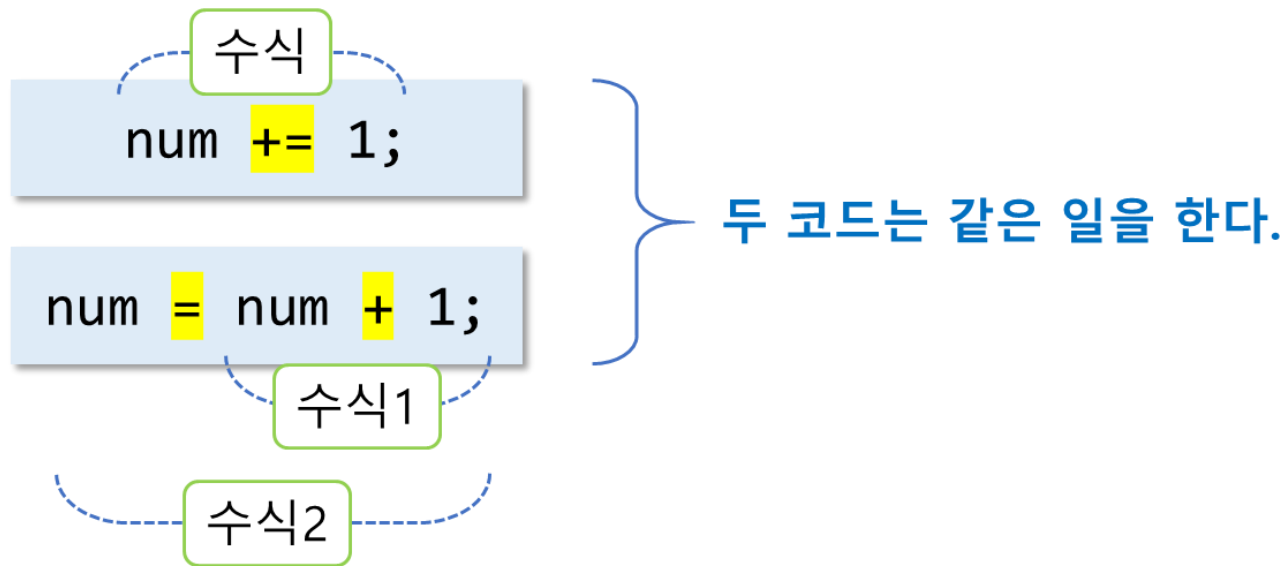 수식
num += 1;
두 코드는 같은 일을 한다.
num = num + 1;
수식1
수식2